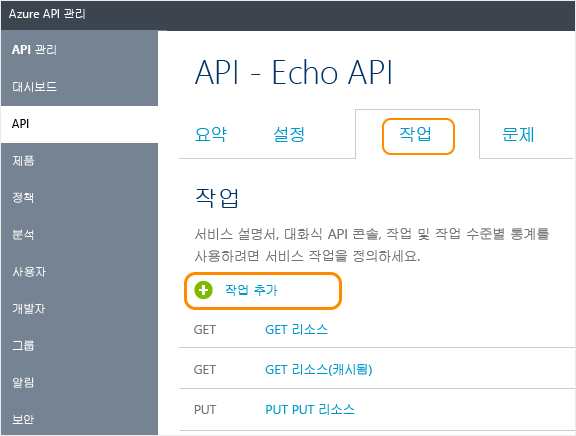 Azure API 관리
API 관리
대시보드
API
제품
정책
분석
사용자
개발자
그룹
알림
보안
API - Echo API
요약
설정
작업
문제
작업
서비스 설명서, 대화식 API 콘솔, 작업 및 작업 수준별 통계를
사용하려면 서비스 작업을 정의하세요.
작업 추가
GET GET 리소스
GET GET 리소스(캐시됨)
PUT PUT PUT 리소스